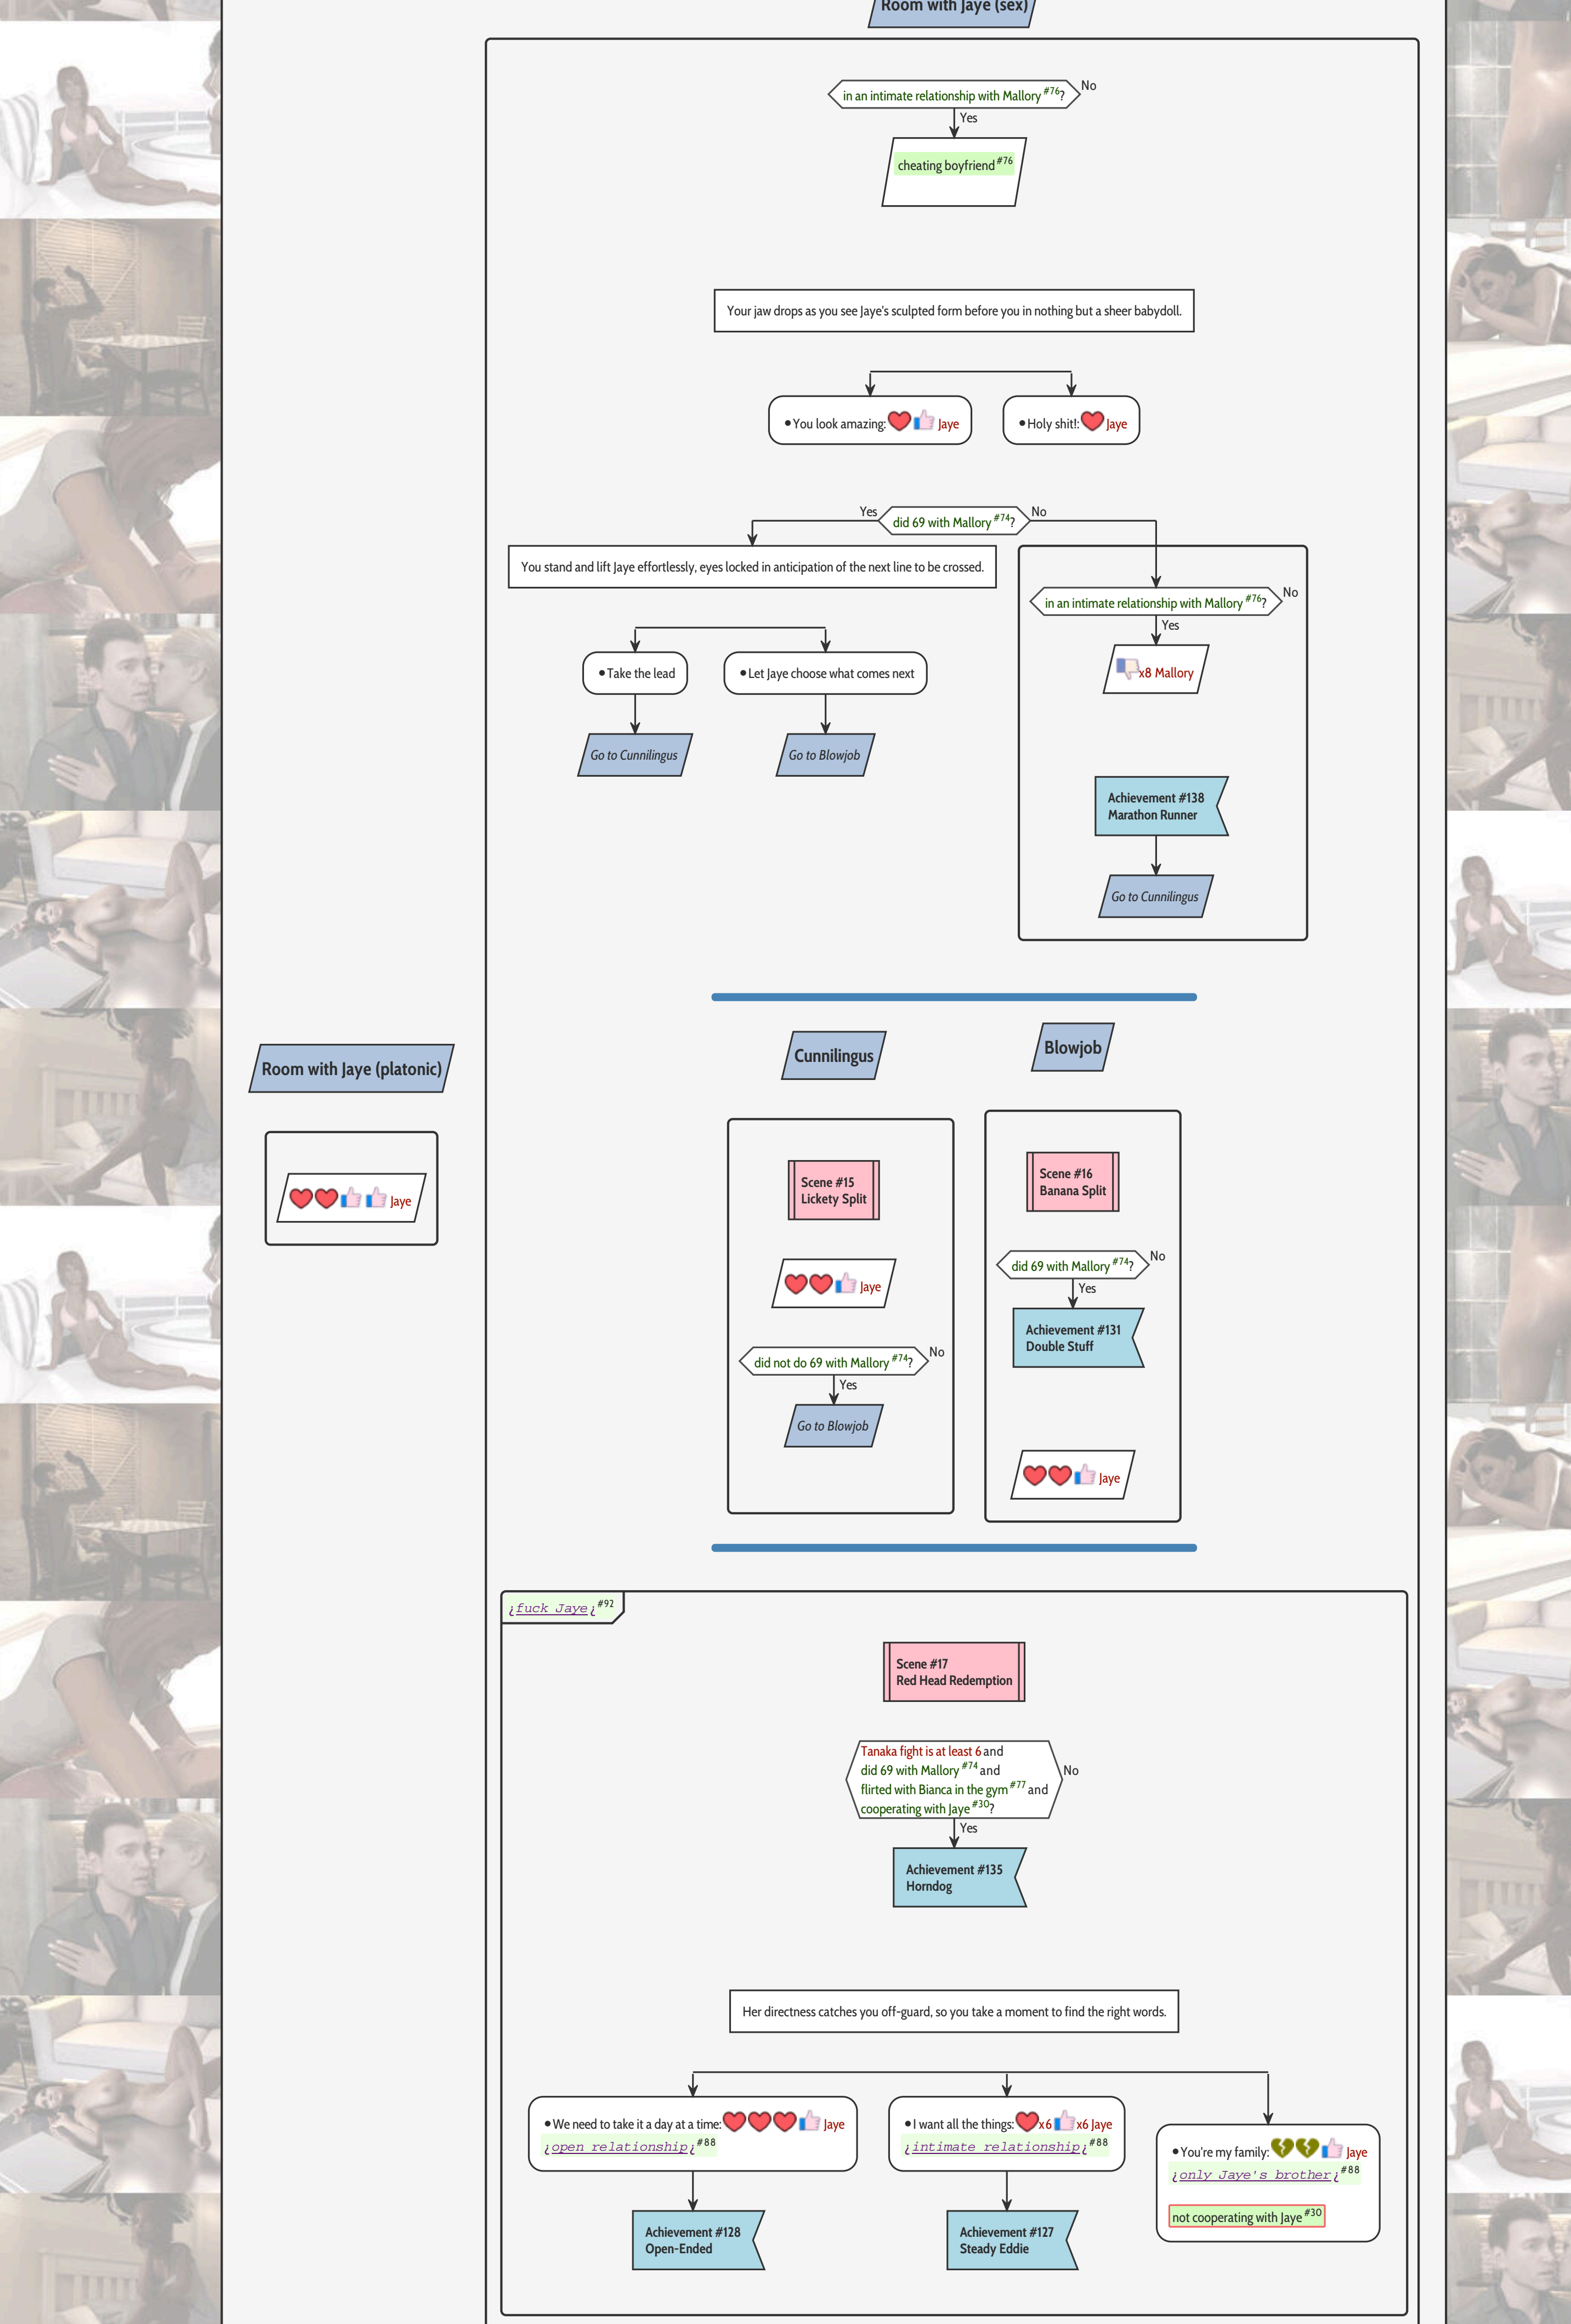 Room with Jaye (sex)
in an intimate relationship with Mallory #76?
No
Yes
cheating boyfriend #76
Your jaw drops as you see Jaye's sculpted form before you in nothing but a sheer babydoll.
•You look amazing: Jaye
•Holy shit!: Jaye
Yes
did 69 with Mallory #74?
No
You stand and lift Jaye effortlessly, eyes locked in anticipation of the next line to be crossed.
•Take the lead
•Let Jaye choose what comes next
Go to Cunnilingus
Go to Blowjob
in an intimate relationship with Mallory #76?
No
Yes
x8 Mallory
Achievement #138
Marathon Runner
Go to Cunnilingus
Room with Jaye (platonic)
Jaye
Cunnilingus
Scene #15
Lickety Split
Jaye
did not do 69 with Mallory #74?
No
Yes
Go to Blowjob
Blowjob
Scene #16
Banana Split
did 69 with Mallory #74?
No
Yes
Achievement #131
Double Stuff
Jaye
¿fuck Jaye¿ #92
Scene #17
Red Head Redemption
Tanaka fight is at least 6 and
did 69 with Mallory #74 and
flirted with Bianca in the gym #77 and
cooperating with Jaye #30?
No
Yes
Achievement #135
Horndog
Her directness catches you off-guard, so you take a moment to find the right words.
•We need to take it a day at a time: Jaye
¿open relationship¿ #88
Achievement #128
Open-Ended
•I want all the things: x6 x6 Jaye
¿intimate relationship¿ #88
Achievement #127
Steady Eddie
•You're my family: Jaye
¿only Jaye's brother¿ #88
not cooperating with Jaye #30